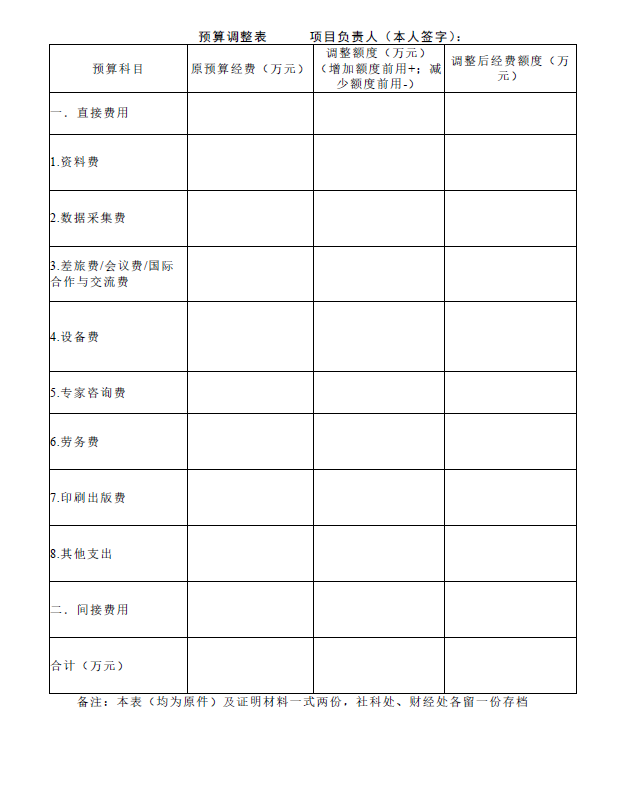 预算调整表 项目负责人（本人签字）：
预算科目
原预算经费（万元）
调整额度（万元）
（增加额度前用+；减
少额度前用-）
调整后经费额度（万
元）
一．直接费用
1.资料费
2.数据采集费
3.差旅费/会议费/国际
合作与交流费
4.设备费
5.专家咨询费
6.劳务费
7.印刷出版费
8.其他支出
二．间接费用
合计（万元）
备注：本表（均为原件）及证明材料一式两份，社科处、财经处各留一份存档